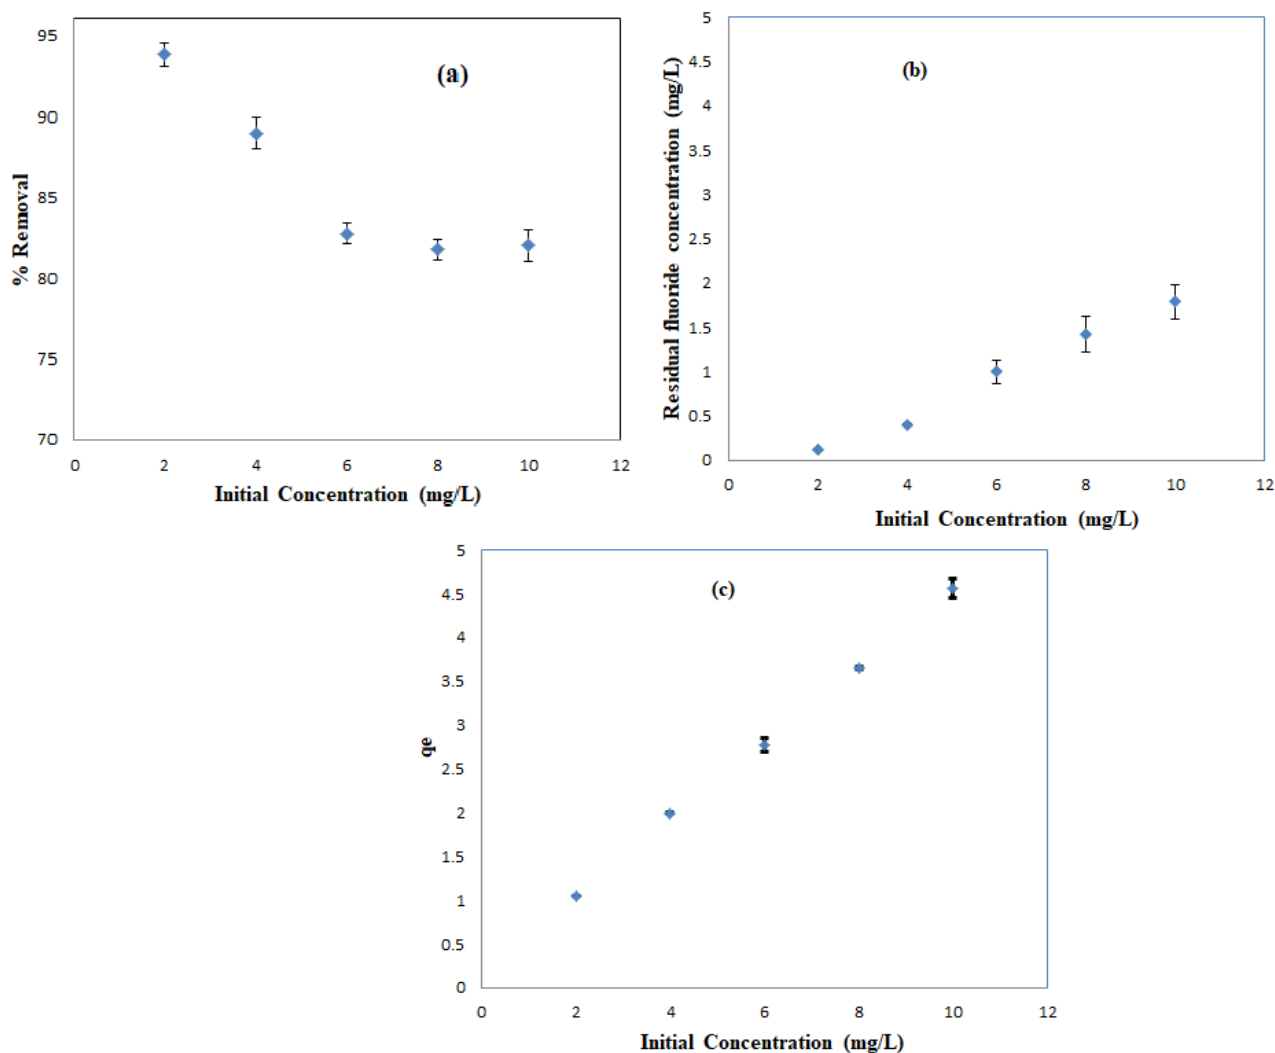 (a)
% Removal
95
90
85
80
75
70
0 2 4 6 8 10 12
Initial Concentration (mg/L)
(b)
Residual fluoride concentration (mg/L)
5
4.5
4
3.5
3
2.5
2
1.5
1
0.5
0
0 2 4 6 8 10 12
Initial Concentration (mg/L)
(c)
qe
5
4.5
4
3.5
3
2.5
2
1.5
1
0.5
0
0 2 4 6 8 10 12
Initial Concentration (mg/L)